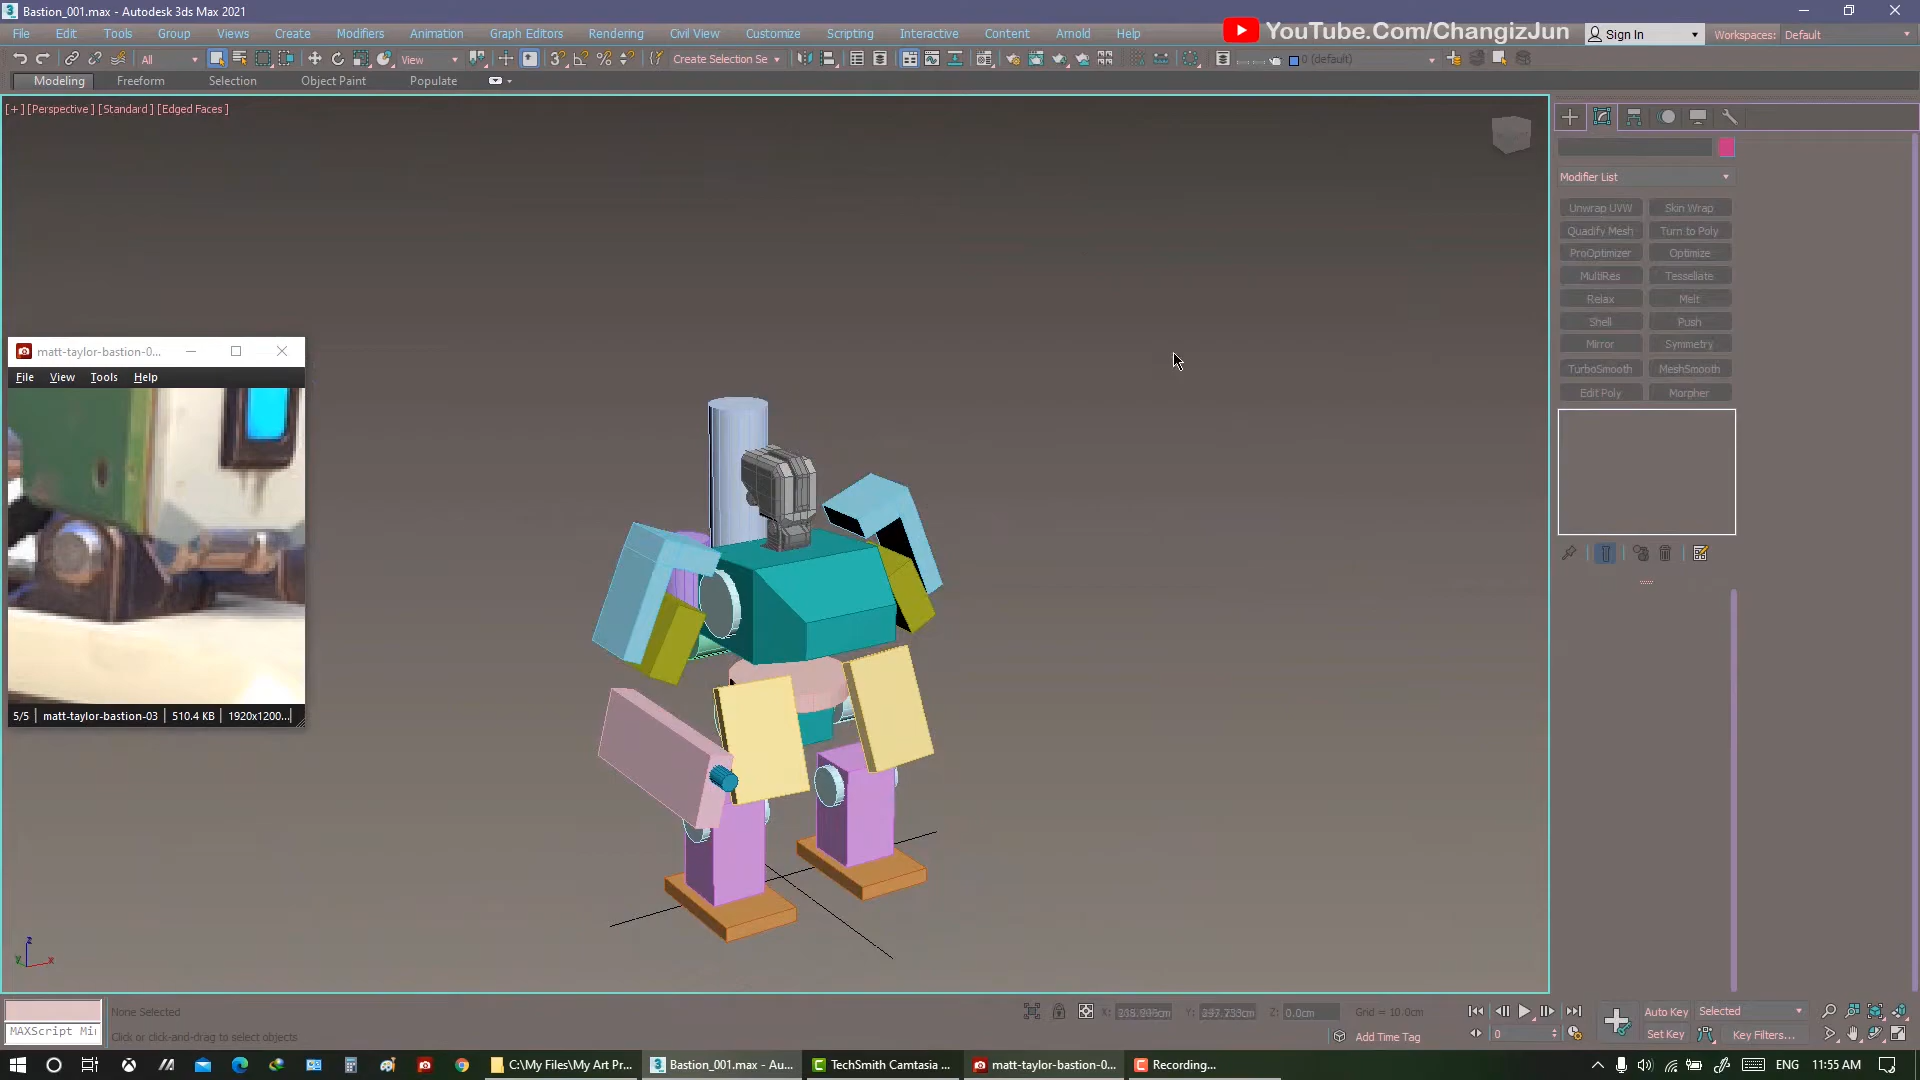 Bastion_001.max - Autodesk 3ds Max 2021
File Edit Tools Group Views Create Modifiers Animation Graph Editors Rendering Civil View Customize Scripting Interactive Content Arnold Help
YouTube.Com/ChangizJun
Sign In
Workspaces: Default
All
View
Create Selection Se
0 (default)
Modeling Freeform Selection Object Paint Populate
[+] [Perspective] [Standard] [Edged Faces]
Modifier List
Unwrap UVW Skin Wrap
Quadify Mesh Turn to Poly
ProOptimizer Optimize
MultiRes Tessellate
Relax Melt
Shell Push
Mirror Symmetry
TurboSmooth MeshSmooth
Edit Poly Morpher
matt-taylor-bastion-0...
File View Tools Help
5/5 matt-taylor-bastion-03 510.4 KB 1920x1200...
z
y x
MAXScript Mi
None Selected
Click or click-and-drag to select objects
X: Y: Z: 0.0cm
Grid = 10.0cm
Add Time Tag
0
Auto Key Selected
Set Key Key Filters...
C:\My Files\My Art Pr...
Bastion_001.max - Au...
TechSmith Camtasia ...
matt-taylor-bastion-0...
Recording...
ENG
11:55 AM